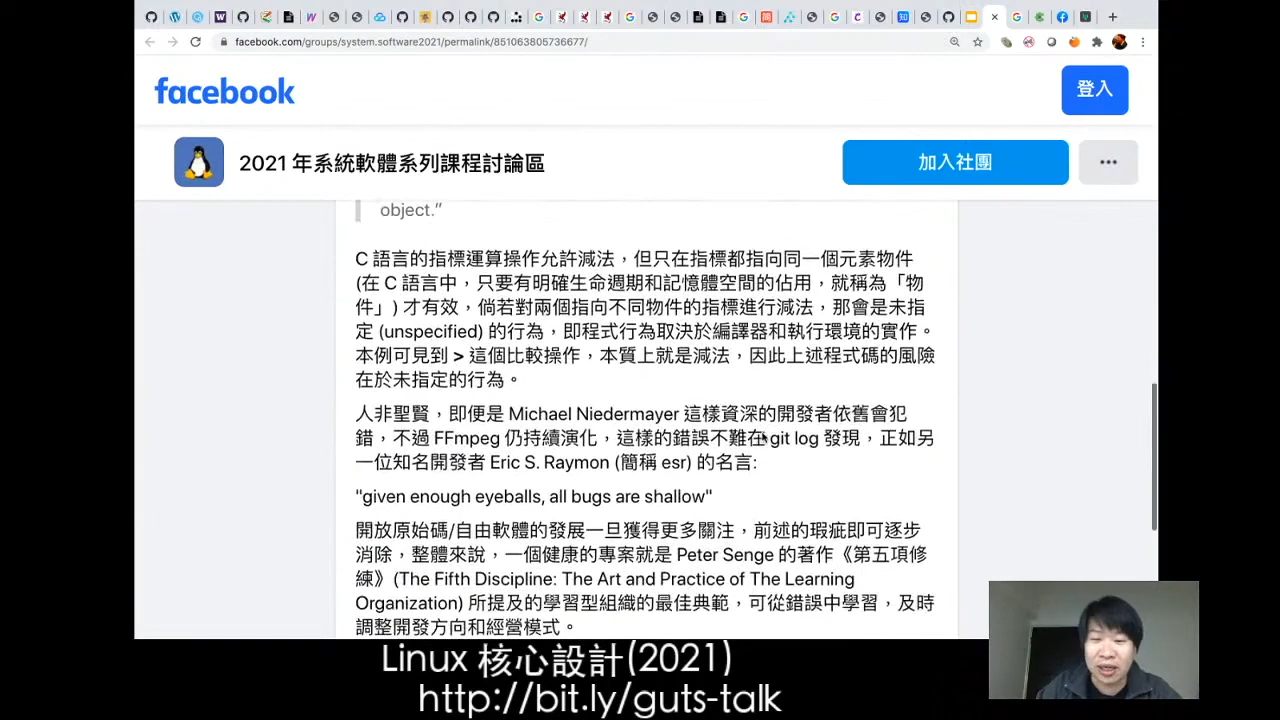 facebook.com/groups/system.software2021/permalink/851063805736677/
facebook
登入
2021 年系統軟體系列課程討論區
加入社團
object.”
C 語言的指標運算操作允許減法，但只在指標都指向同一個元素物件
(在 C 語言中，只要有明確生命週期和記憶體空間的佔用，就稱為「物
件」) 才有效，倘若對兩個指向不同物件的指標進行減法，那會是未指
定 (unspecified) 的行為，即程式行為取決於編譯器和執行環境的實作。
本例可見到 > 這個比較操作，本質上就是減法，因此上述程式碼的風險
在於未指定的行為。
人非聖賢，即便是 Michael Niedermayer 這樣資深的開發者依舊會犯
錯，不過 FFmpeg 仍持續演化，這樣的錯誤不難在 git log 發現，正如另
一位知名開發者 Eric S. Raymon (簡稱 esr) 的名言:
"given enough eyeballs, all bugs are shallow"
開放原始碼/自由軟體的發展一旦獲得更多關注，前述的瑕疵即可逐步
消除，整體來說，一個健康的專案就是 Peter Senge 的著作《第五項修
練》(The Fifth Discipline: The Art and Practice of The Learning
Organization) 所提及的學習型組織的最佳典範，可從錯誤中學習，及時
調整開發方向和經營模式。
Linux 核心設計(2021)
http://bit.ly/guts-talk